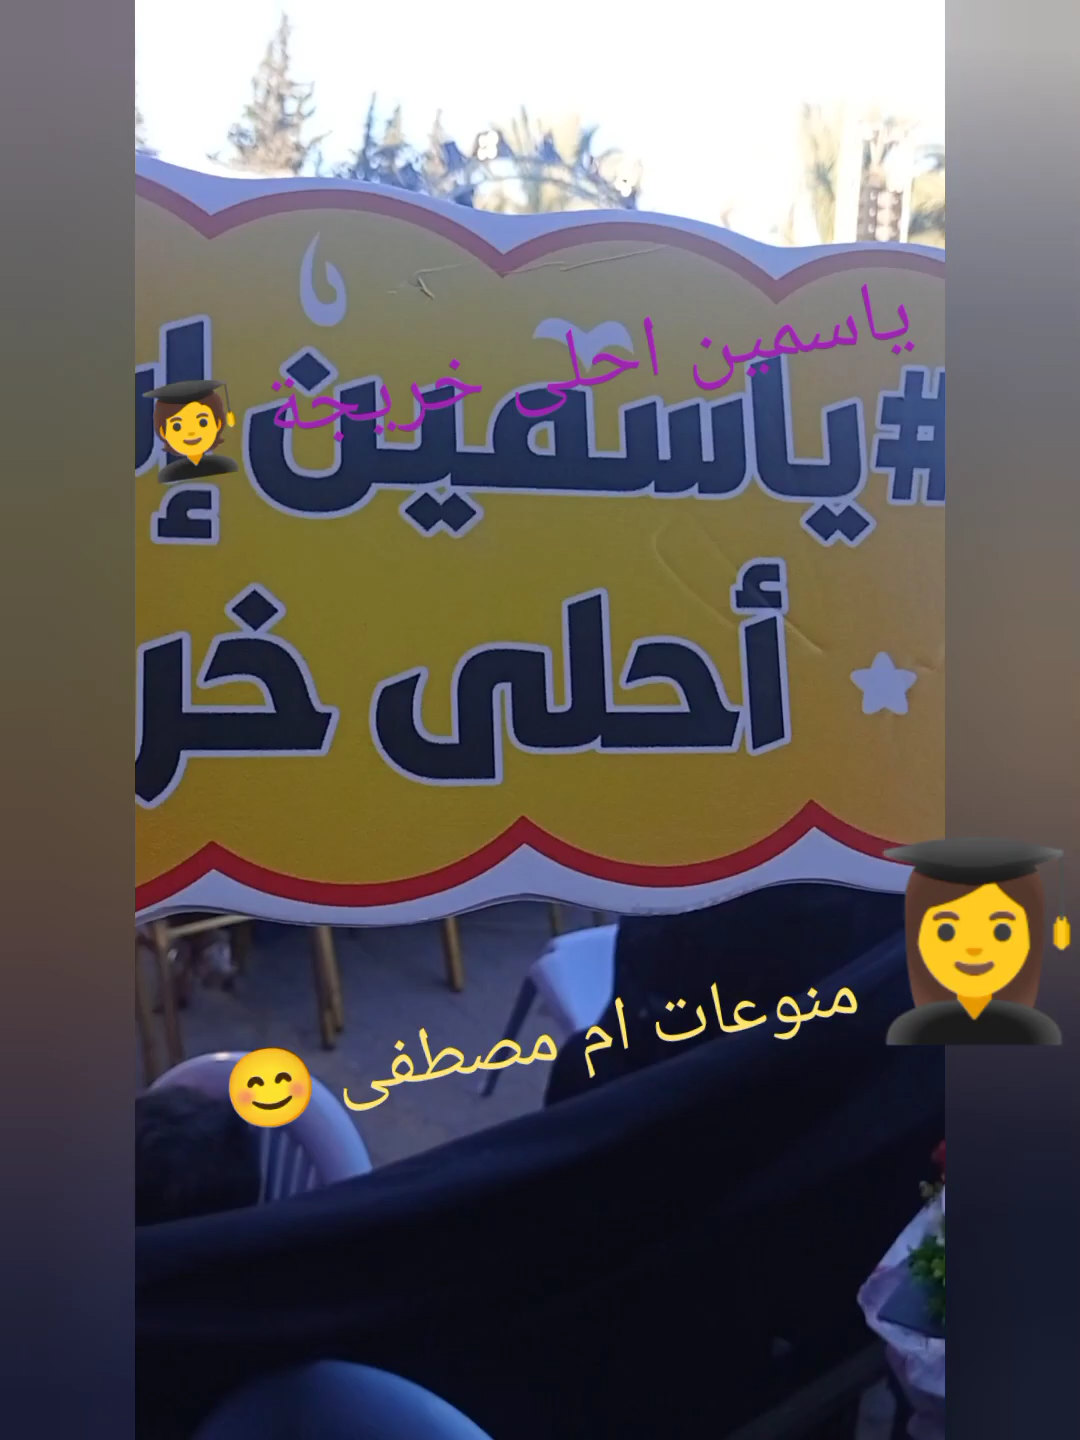 ياسمين احلى خريجة
#ياسمين
أحلى
منوعات ام مصطفى